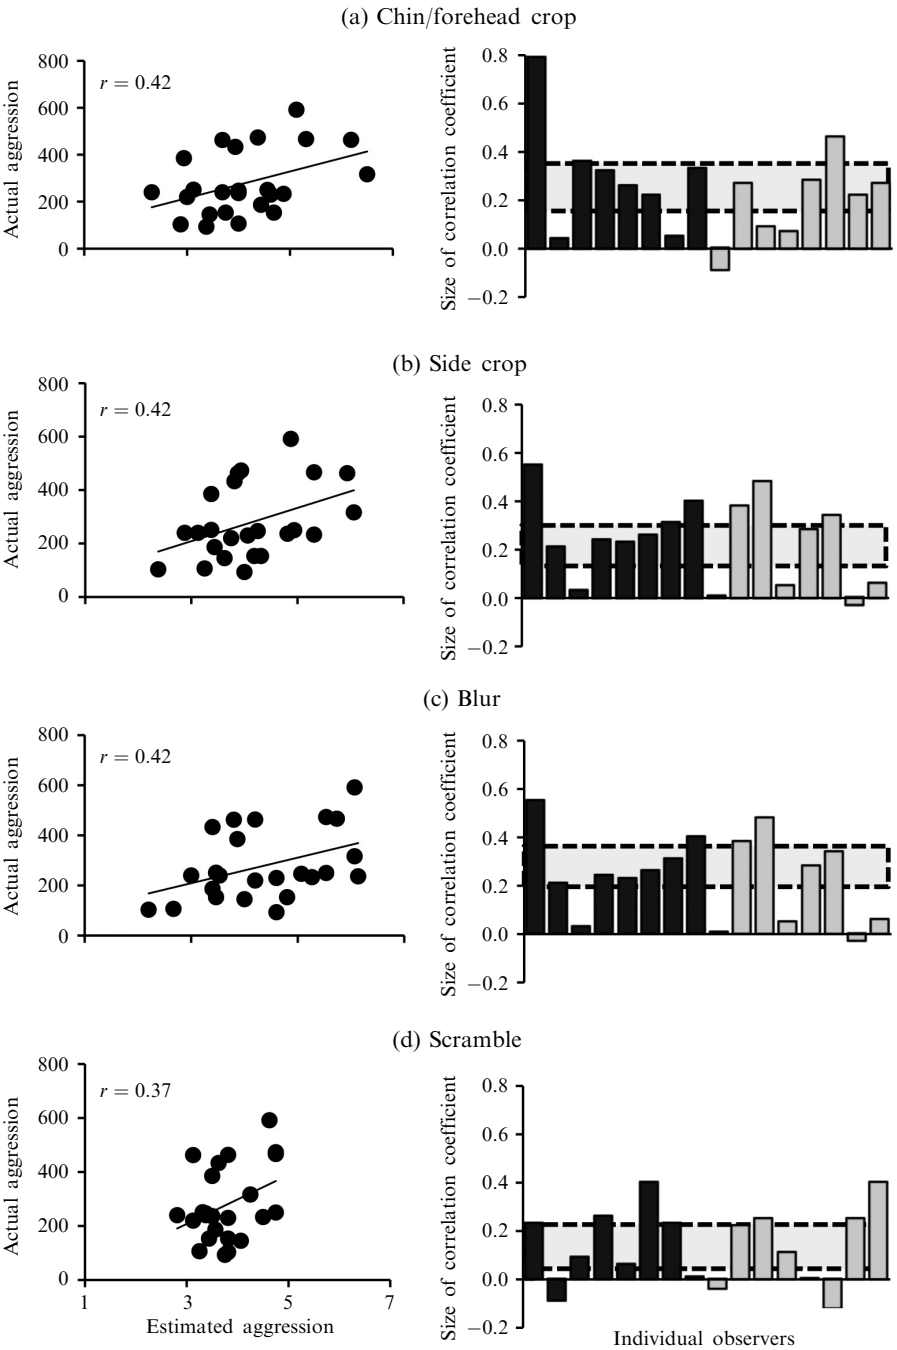 (a) Chin/forehead crop
Actual aggression
800
600
400
200
0
r = 0.42
Size of correlation coefficient
0.8
0.6
0.4
0.2
0.0
−0.2
(b) Side crop
Actual aggression
800
600
400
200
0
r = 0.42
Size of correlation coefficient
0.8
0.6
0.4
0.2
0.0
−0.2
(c) Blur
Actual aggression
800
600
400
200
0
r = 0.42
Size of correlation coefficient
0.8
0.6
0.4
0.2
0.0
−0.2
(d) Scramble
Actual aggression
800
600
400
200
0
r = 0.37
1 3 5 7
Estimated aggression
Size of correlation coefficient
0.8
0.6
0.4
0.2
0.0
−0.2
Individual observers